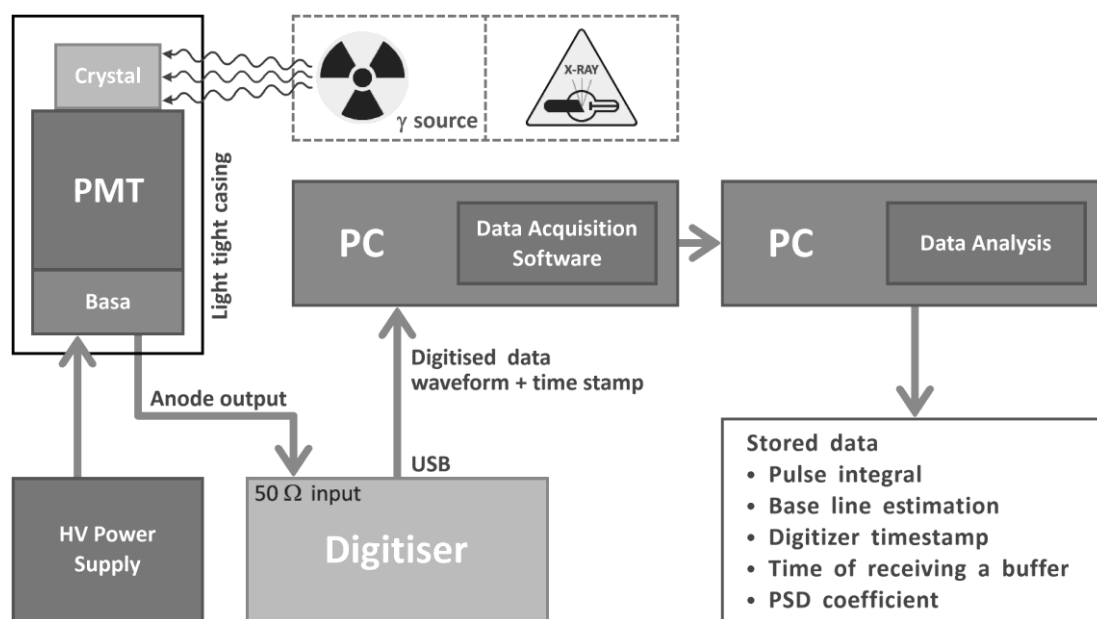 Crystal
PMT
Basa
Light tight casing
γ source
X-RAY
PC
Data Acquisition
Software
PC
Data Analysis
Digitised data
waveform + time stamp
Anode output
USB
HV Power
Supply
50 Ω input
Digitiser
Stored data
• Pulse integral
• Base line estimation
• Digitizer timestamp
• Time of receiving a buffer
• PSD coefficient